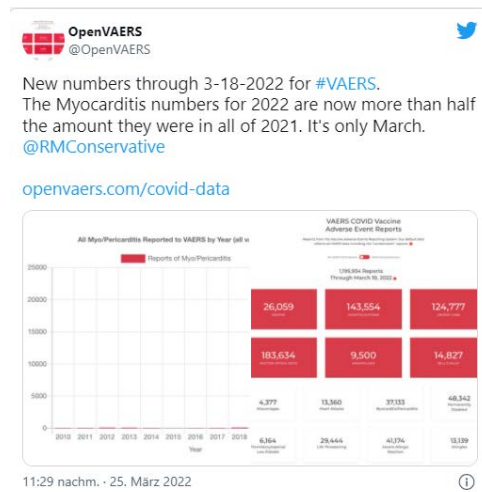 OpenVAERS
@OpenVAERS
New numbers through 3-18-2022 for #VAERS.
The Myocarditis numbers for 2022 are now more than half
the amount they were in all of 2021. It's only March.
@RMConservative
openvaers.com/covid-data
All Myo/Pericarditis Reported to VAERS by Year (all v
Reports of Myo/Pericarditis
25000
20000
15000
10000
5000
0
2010 2011 2012 2013 2014 2015 2016 2017 2018
Year
VAERS COVID Vaccine
Adverse Event Reports
Reports
Through March 18, 2022
26,059 143,554 124,777
183,634 9,500 14,827
4,377 13,360 37,133 48,342
6,164 29,444 41,174 13,139
11:29 nachm. · 25. März 2022